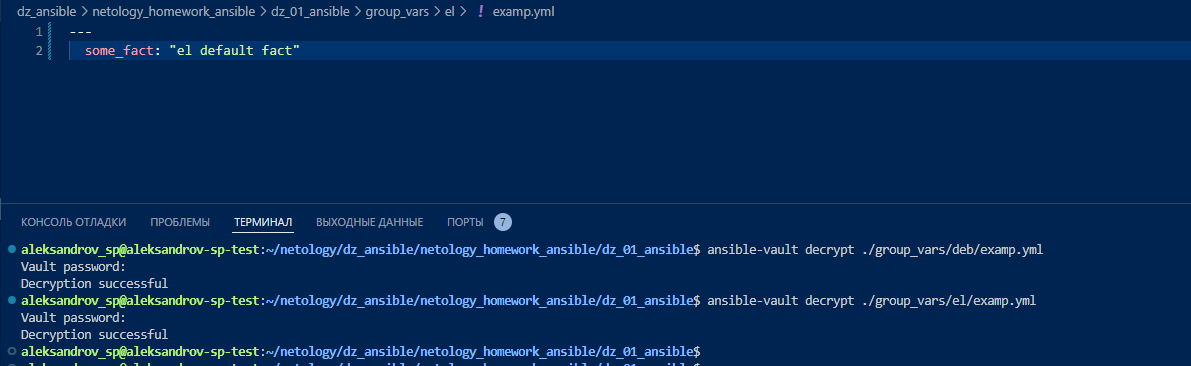 dz_ansible > netology_homework_ansible > dz_01_ansible > group_vars > el > ! examp.yml
1 ---
2 some_fact: "el default fact"
КОНСОЛЬ ОТЛАДКИ ПРОБЛЕМЫ ТЕРМИНАЛ ВЫХОДНЫЕ ДАННЫЕ ПОРТЫ 7
aleksandrov_sp@aleksandrov-sp-test:~/netology/dz_ansible/netology_homework_ansible/dz_01_ansible$ ansible-vault decrypt ./group_vars/deb/examp.yml
Vault password:
Decryption successful
aleksandrov_sp@aleksandrov-sp-test:~/netology/dz_ansible/netology_homework_ansible/dz_01_ansible$ ansible-vault decrypt ./group_vars/el/examp.yml
Vault password:
Decryption successful
aleksandrov_sp@aleksandrov-sp-test:~/netology/dz_ansible/netology_homework_ansible/dz_01_ansible$